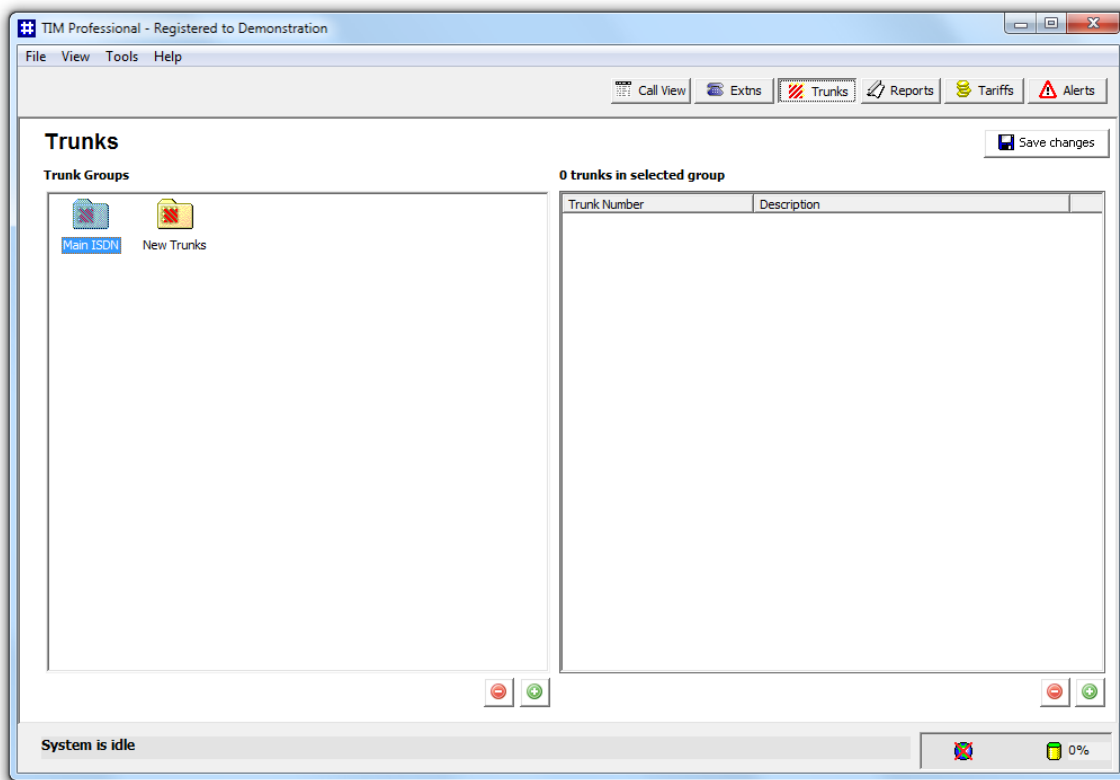 TIM Professional - Registered to Demonstration
File View Tools Help
Call View Extns Trunks Reports Tariffs Alerts
Trunks
Save changes
Trunk Groups
0 trunks in selected group
Trunk Number Description
Main ISDN New Trunks
System is idle
0%